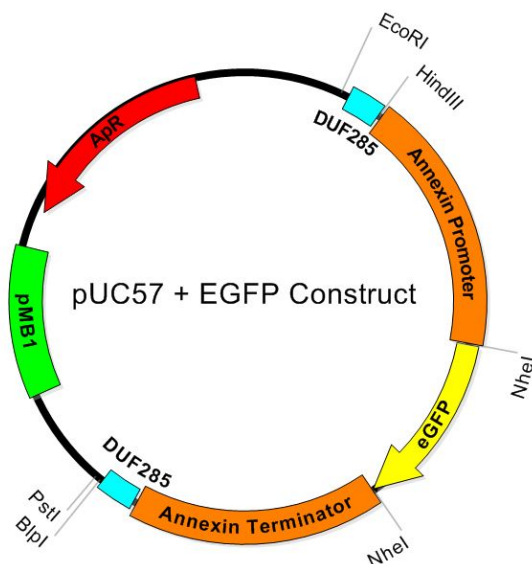 EcoRI
HindIII
DUF285
Annexin Promoter
ApR
pMB1
pUC57 + EGFP Construct
NheI
eGFP
DUF285
Annexin Terminator
PstI
BlpI
NheI